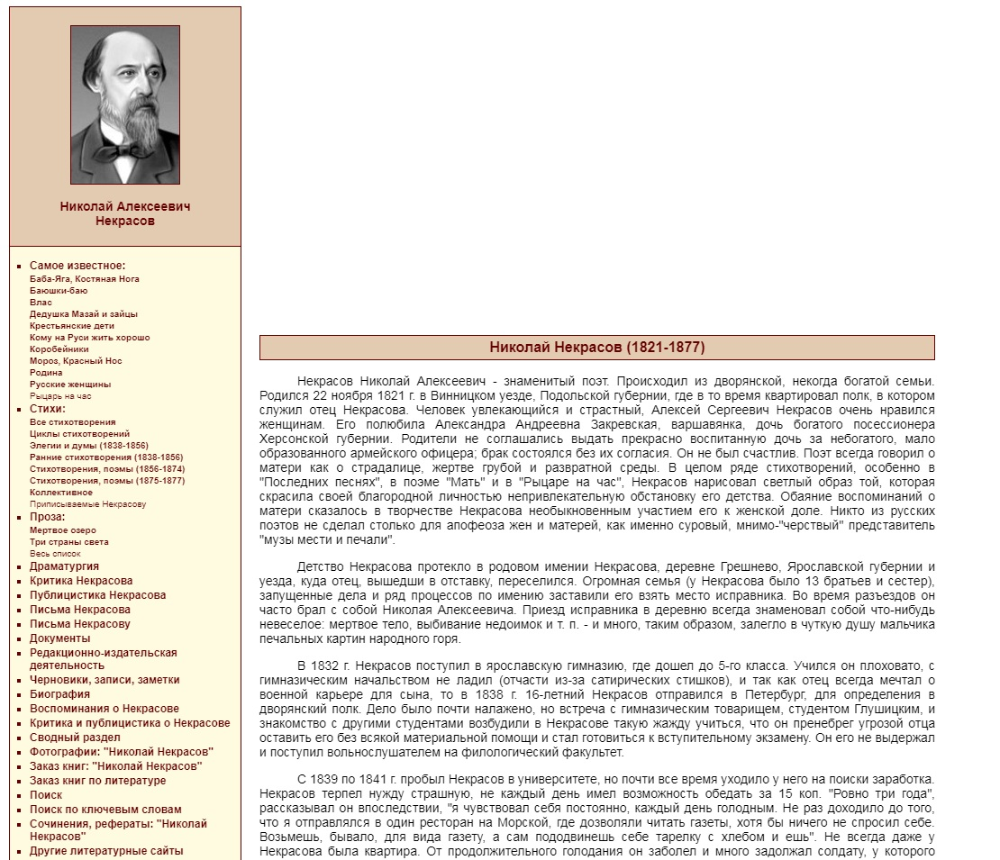 Николай Алексеевич
Некрасов
Самое известное:
Баба-Яга, Костяная Нога
Баюшки-баю
Влас
Дедушка Мазай и зайцы
Крестьянские дети
Кому на Руси жить хорошо
Коробейники
Мороз, Красный Нос
Родина
Русские женщины
Рыцарь на час
Стихи:
Все стихотворения
Циклы стихотворений
Элегии и думы (1838-1856)
Ранние стихотворения (1838-1856)
Стихотворения, поэмы (1856-1874)
Стихотворения, поэмы (1875-1877)
Коллективное
Приписываемые Некрасову
Проза:
Мертвое озеро
Три страны света
Весь список
Драматургия
Критика Некрасова
Публицистика Некрасова
Письма Некрасова
Письма Некрасову
Документы
Редакционно-издательская
деятельность
Черновики, записи, заметки
Биография
Воспоминания о Некрасове
Критика и публицистика о Некрасове
Сводный раздел
Фотографии: "Николай Некрасов"
Заказ книг: "Николай Некрасов"
Заказ книг по литературе
Поиск
Поиск по ключевым словам
Сочинения, рефераты: "Николай
Некрасов"
Другие литературные сайты
Николай Некрасов (1821-1877)
Некрасов Николай Алексеевич - знаменитый поэт. Происходил из дворянской, некогда богатой семьи.
Родился 22 ноября 1821 г. в Винницком уезде, Подольской губернии, где в то время квартировал полк, в котором
служил отец Некрасова. Человек увлекающийся и страстный, Алексей Сергеевич Некрасов очень нравился
женщинам. Его полюбила Александра Андреевна Закревская, варшавянка, дочь богатого посессионера
Херсонской губернии. Родители не соглашались выдать прекрасно воспитанную дочь за небогатого, мало
образованного армейского офицера; брак состоялся без их согласия. Он не был счастлив. Поэт всегда говорил о
матери как о страдалице, жертве грубой и развратной среды. В целом ряде стихотворений, особенно в
"Последних песнях", в поэме "Мать" и в "Рыцаре на час", Некрасов нарисовал светлый образ той, которая
скрасила своей благородной личностью непривлекательную обстановку его детства. Обаяние воспоминаний о
матери сказалось в творчестве Некрасова необыкновенным участием его к женской доле. Никто из русских
поэтов не сделал столько для апофеоза жен и матерей, как именно суровый, мнимо-"черствый" представитель
"музы мести и печали".
Детство Некрасова протекло в родовом имении Некрасова, деревне Грешнево, Ярославской губернии и
уезда, куда отец, вышедши в отставку, переселился. Огромная семья (у Некрасова было 13 братьев и сестер),
запущенные дела и ряд процессов по имению заставили его взять место исправника. Во время разъездов он
часто брал с собой Николая Алексеевича. Приезд исправника в деревню всегда знаменовал собой что-нибудь
невеселое: мертвое тело, выбивание недоимок и т. п. - и много, таким образом, залегло в чуткую душу мальчика
печальных картин народного горя.
В 1832 г. Некрасов поступил в ярославскую гимназию, где дошел до 5-го класса. Учился он плоховато, с
гимназическим начальством не ладил (отчасти из-за сатирических стишков), и так как отец всегда мечтал о
военной карьере для сына, то в 1838 г. 16-летний Некрасов отправился в Петербург, для определения в
дворянский полк. Дело было почти налажено, но встреча с гимназическим товарищем, студентом Глушицким, и
знакомство с другими студентами возбудили в Некрасове такую жажду учиться, что он пренебрег угрозой отца
оставить его без всякой материальной помощи и стал готовиться к вступительному экзамену. Он его не выдержал
и поступил вольнослушателем на филологический факультет.
С 1839 по 1841 г. пробыл Некрасов в университете, но почти все время уходило у него на поиски заработка.
Некрасов терпел нужду страшную, не каждый день имел возможность обедать за 15 коп. "Ровно три года",
рассказывал он впоследствии, "я чувствовал себя постоянно, каждый день голодным. Не раз доходило до того,
что я отправлялся в один ресторан на Морской, где дозволяли читать газеты, хотя бы ничего не спросил себе.
Возьмешь, бывало, для вида газету, а сам пододвинешь себе тарелку с хлебом и ешь". Не всегда даже у
Некрасова была квартира. От продолжительного голодания он заболел и много задолжал солдату, у которого